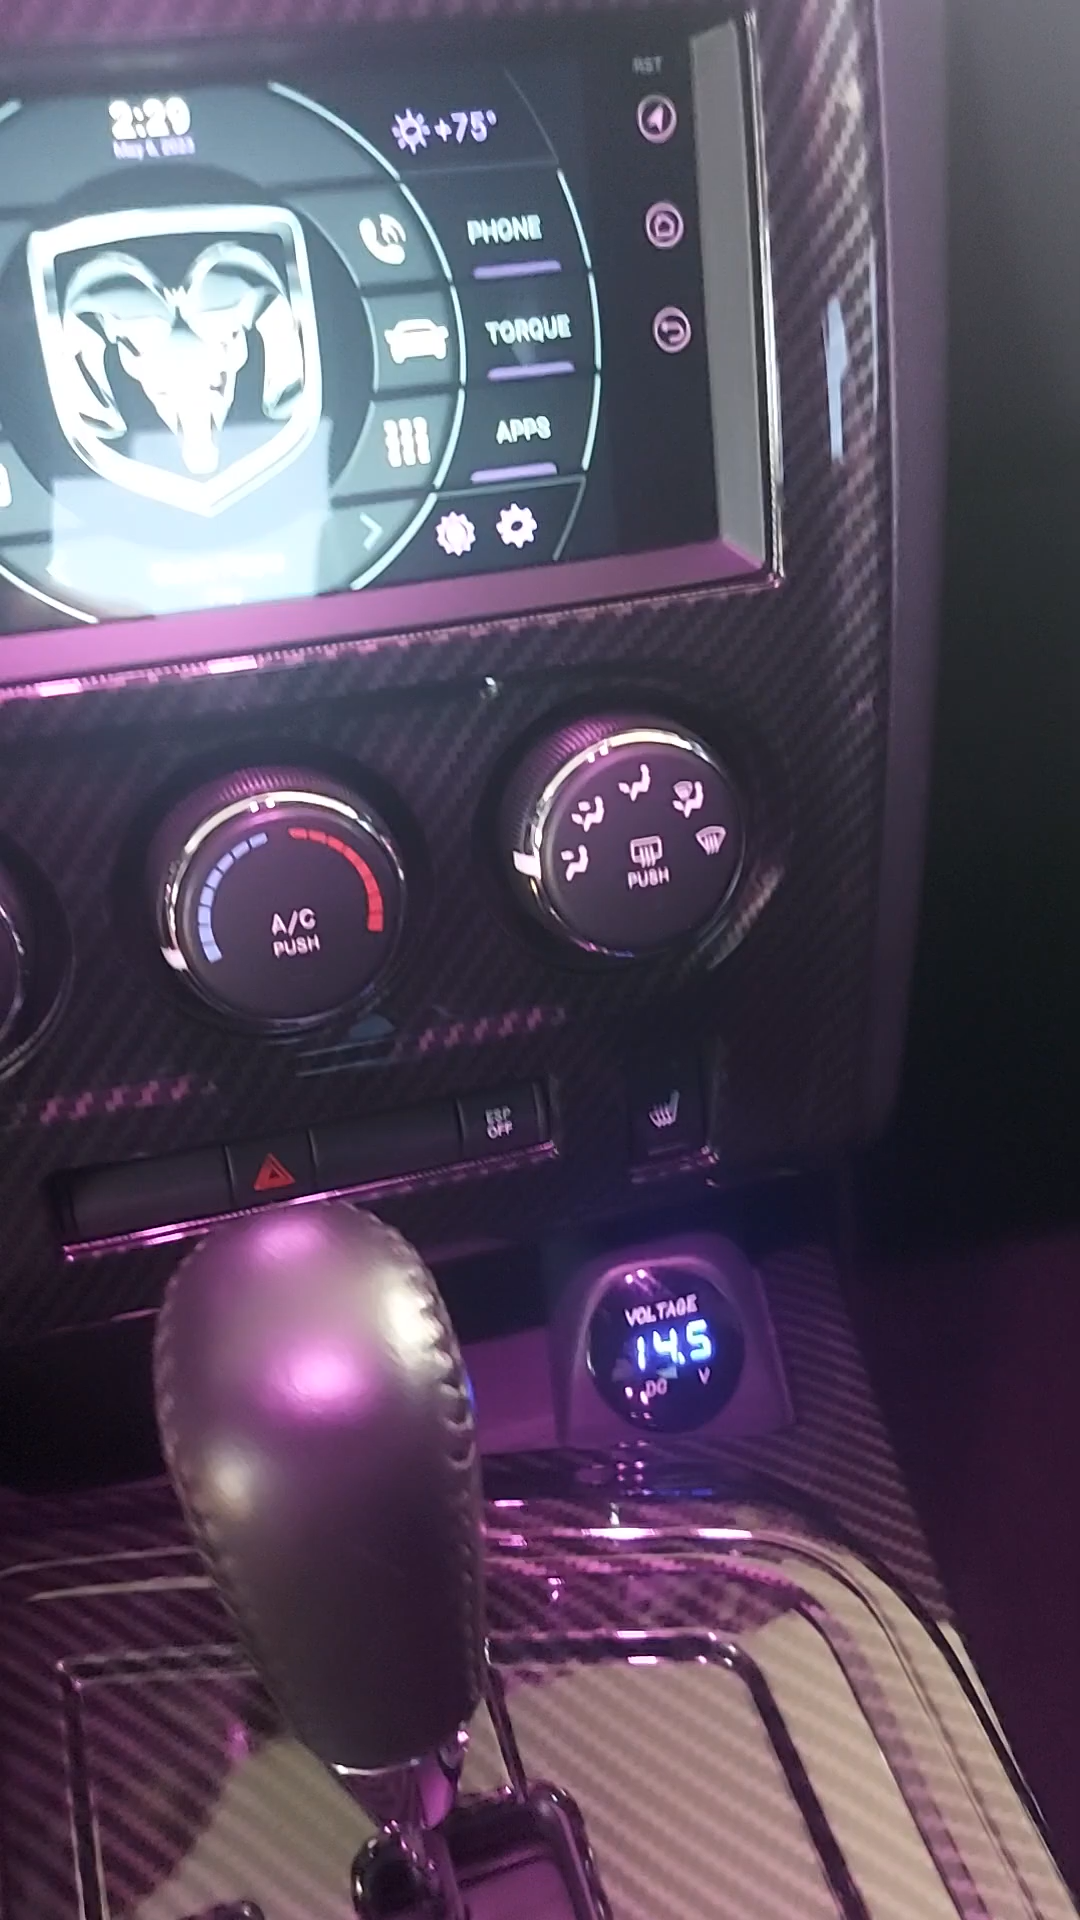 RST
2:29
May 6, 2023
+75°
PHONE
TORQUE
APPS
PUSH
A/C
PUSH
ESP
OFF
VOLTAGE
14.5
DC V